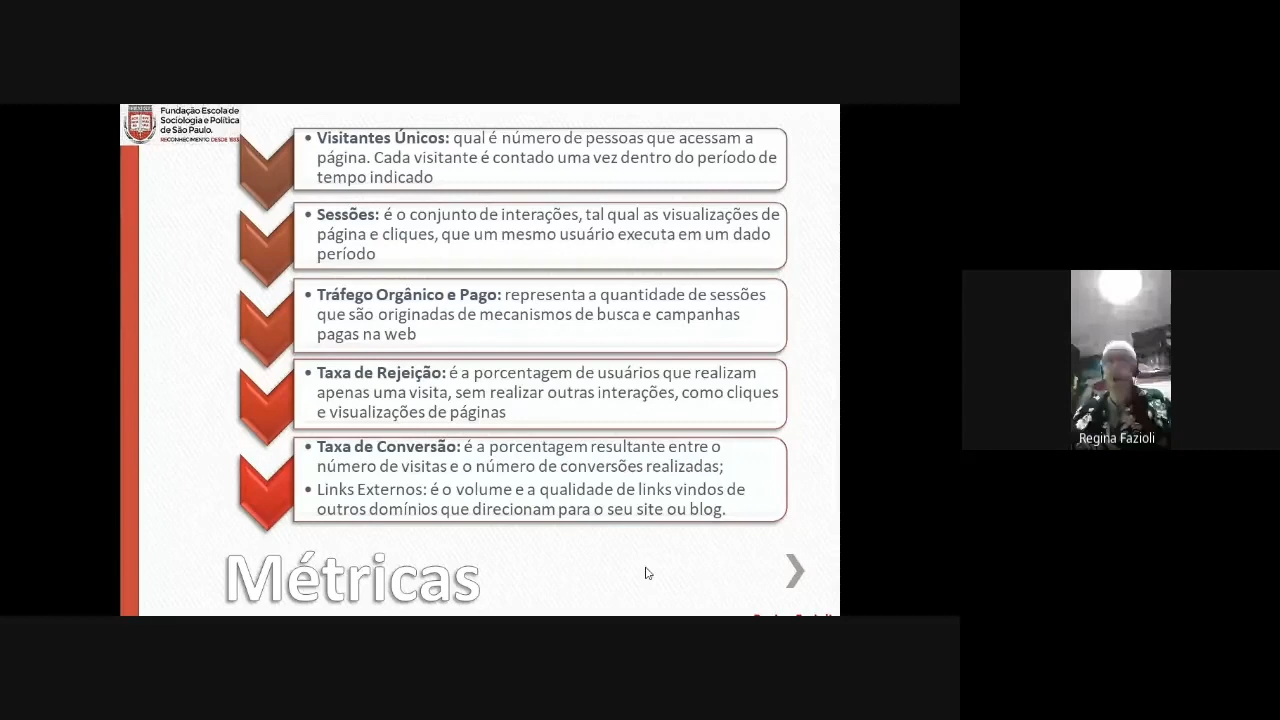 Fundação Escola de
Sociologia e Política
de São Paulo.
RECONHECIMENTO DESDE 1933
• Visitantes Únicos: qual é número de pessoas que acessam a
página. Cada visitante é contado uma vez dentro do período de
tempo indicado
• Sessões: é o conjunto de interações, tal qual as visualizações de
página e cliques, que um mesmo usuário executa em um dado
período
• Tráfego Orgânico e Pago: representa a quantidade de sessões
que são originadas de mecanismos de busca e campanhas
pagas na web
• Taxa de Rejeição: é a porcentagem de usuários que realizam
apenas uma visita, sem realizar outras interações, como cliques
e visualizações de páginas
• Taxa de Conversão: é a porcentagem resultante entre o
número de visitas e o número de conversões realizadas;
• Links Externos: é o volume e a qualidade de links vindos de
outros domínios que direcionam para o seu site ou blog.
Métricas
Regina Fazioli